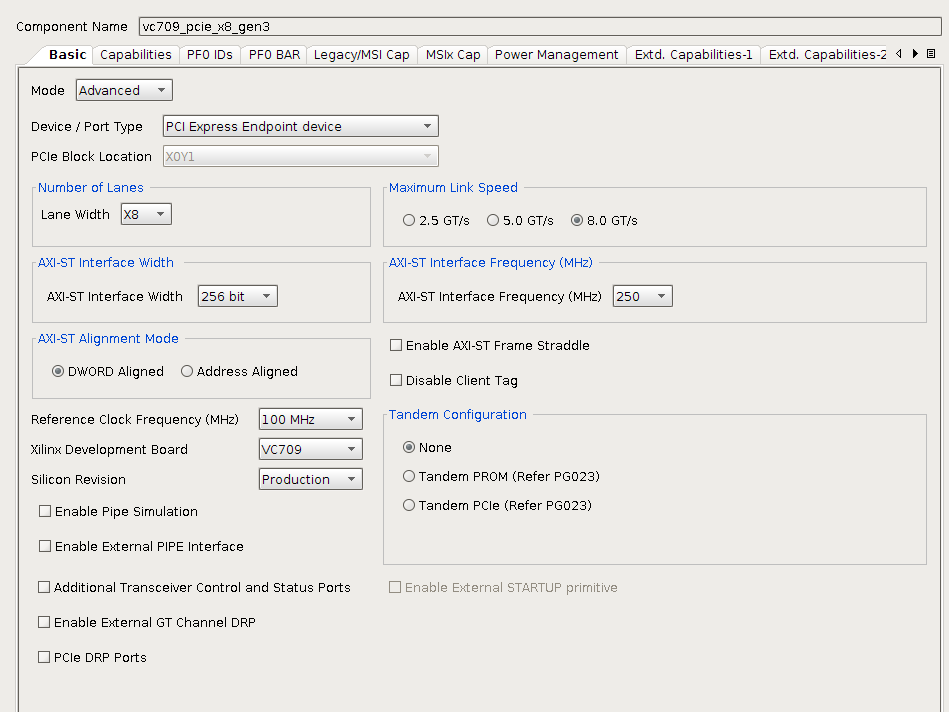 Component Name vc709_pcie_x8_gen3
Basic Capabilities PF0 IDs PF0 BAR Legacy/MSI Cap MSIx Cap Power Management Extd. Capabilities-1 Extd. Capabilities-2
Mode Advanced
Device / Port Type PCI Express Endpoint device
PCIe Block Location X0Y1
Number of Lanes
Lane Width X8
Maximum Link Speed
2.5 GT/s 5.0 GT/s 8.0 GT/s
AXI-ST Interface Width
AXI-ST Interface Width 256 bit
AXI-ST Interface Frequency (MHz)
AXI-ST Interface Frequency (MHz) 250
AXI-ST Alignment Mode
DWORD Aligned Address Aligned
Enable AXI-ST Frame Straddle
Disable Client Tag
Reference Clock Frequency (MHz) 100 MHz
Xilinx Development Board VC709
Silicon Revision Production
Enable Pipe Simulation
Enable External PIPE Interface
Tandem Configuration
None
Tandem PROM (Refer PG023)
Tandem PCIe (Refer PG023)
Additional Transceiver Control and Status Ports
Enable External STARTUP primitive
Enable External GT Channel DRP
PCIe DRP Ports